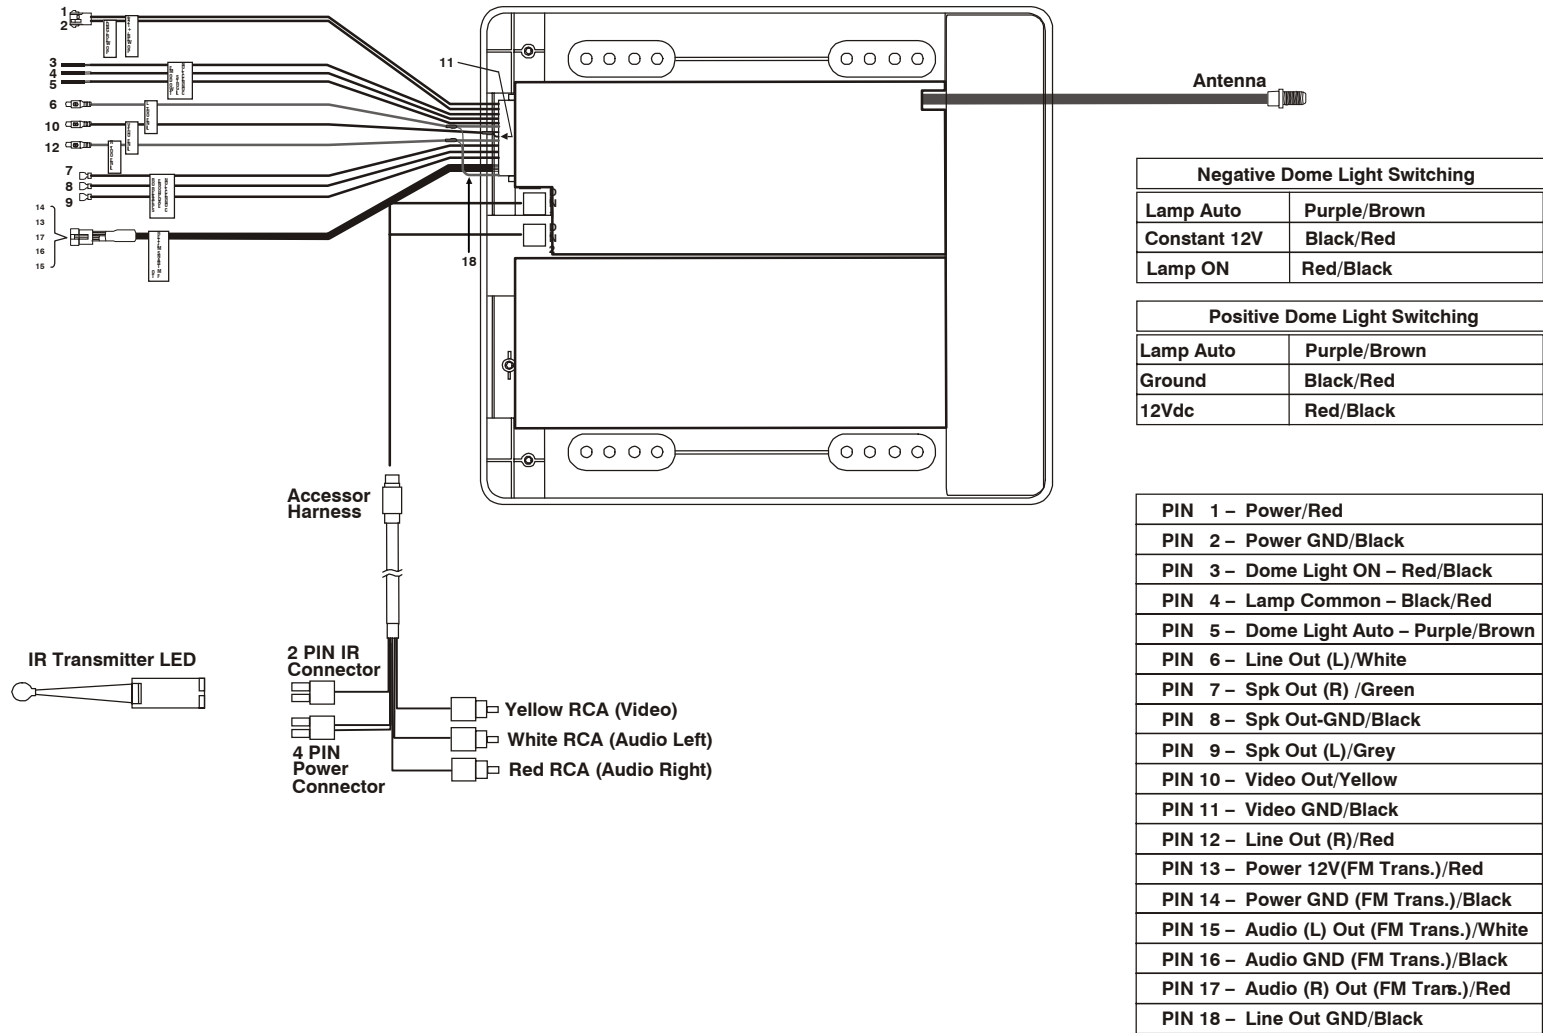 1
2
3
4
5
6
10
12
7
8
9
14
13
17
16
15
11
18
Antenna
Negative Dome Light Switching
Lamp Auto Purple/Brown
Constant 12V Black/Red
Lamp ON Red/Black
Positive Dome Light Switching
Lamp Auto Purple/Brown
Ground Black/Red
12Vdc Red/Black
Accessor
Harness
IR Transmitter LED
2 PIN IR
Connector
4 PIN
Power
Connector
Yellow RCA (Video)
White RCA (Audio Left)
Red RCA (Audio Right)
PIN 1 – Power/Red
PIN 2 – Power GND/Black
PIN 3 – Dome Light ON – Red/Black
PIN 4 – Lamp Common – Black/Red
PIN 5 – Dome Light Auto – Purple/Brown
PIN 6 – Line Out (L)/White
PIN 7 – Spk Out (R) /Green
PIN 8 – Spk Out-GND/Black
PIN 9 – Spk Out (L)/Grey
PIN 10 – Video Out/Yellow
PIN 11 – Video GND/Black
PIN 12 – Line Out (R)/Red
PIN 13 – Power 12V(FM Trans.)/Red
PIN 14 – Power GND (FM Trans.)/Black
PIN 15 – Audio (L) Out (FM Trans.)/White
PIN 16 – Audio GND (FM Trans.)/Black
PIN 17 – Audio (R) Out (FM Trans.)/Red
PIN 18 – Line Out GND/Black